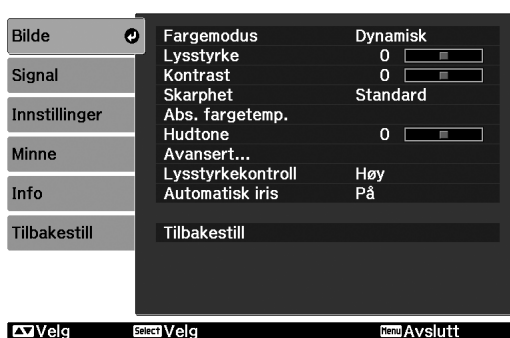 Bilde
Signal
Innstillinger
Minne
Info
Tilbakestill
Fargemodus Dynamisk
Lysstyrke 0
Kontrast 0
Skarphet Standard
Abs. fargetemp.
Hudtone 0
Avansert...
Lysstyrkekontroll Høy
Automatisk iris På
Tilbakestill
Velg Select Velg Menu Avslutt